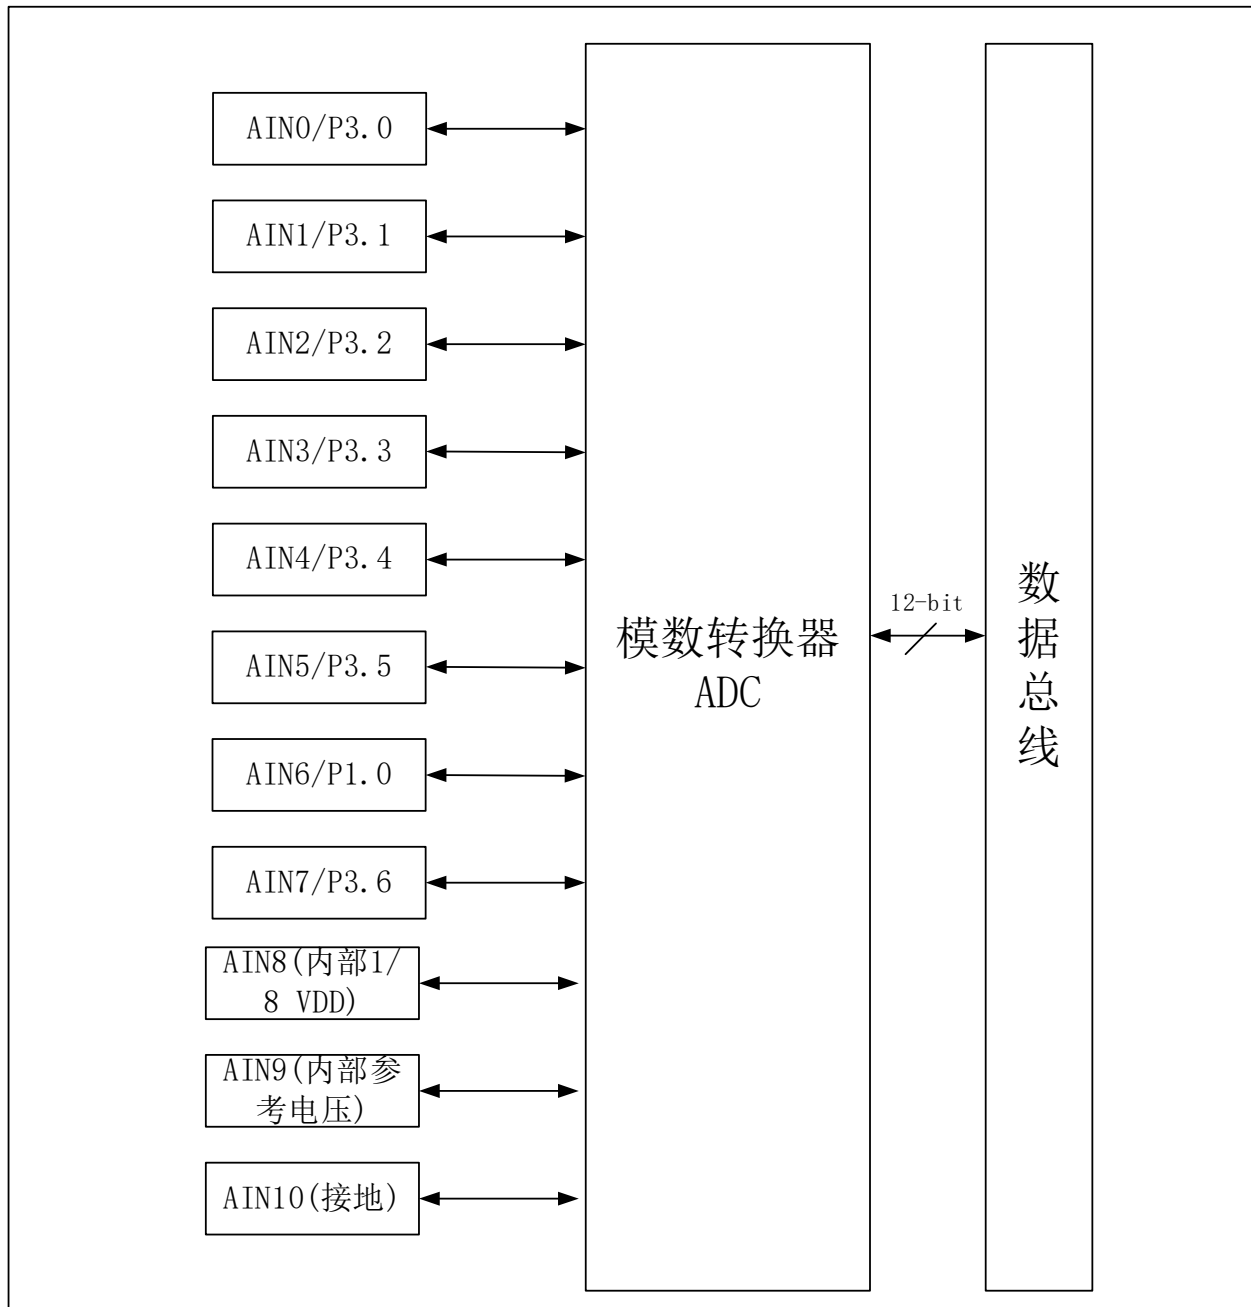 AIN0/P3.0
AIN1/P3.1
AIN2/P3.2
AIN3/P3.3
AIN4/P3.4
AIN5/P3.5
AIN6/P1.0
AIN7/P3.6
AIN8(内部1/
8 VDD)
AIN9(内部参
考电压)
AIN10(接地)
模数转换器
ADC
12-bit
数
据
总
线